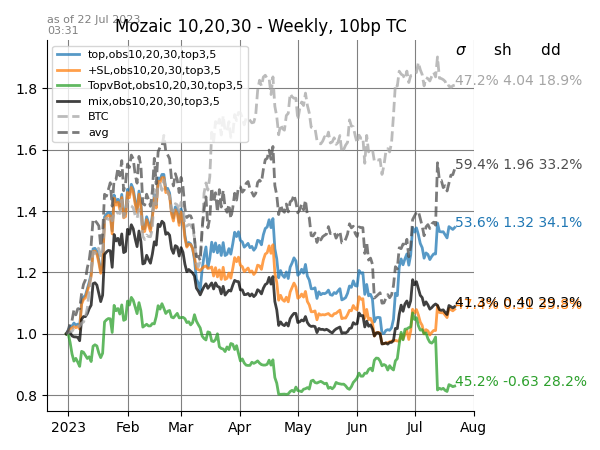 as of 22 Jul 2023
03:31
Mozaic 10,20,30 - Weekly, 10bp TC
σ sh dd
top,obs10,20,30,top3,5
+SL,obs10,20,30,top3,5
TopvBot,obs10,20,30,top3,5
mix,obs10,20,30,top3,5
BTC
avg
47.2% 4.04 18.9%
59.4% 1.96 33.2%
53.6% 1.32 34.1%
41.3% 0.40 29.3%
45.2% -0.63 28.2%
1.8
1.6
1.4
1.2
1.0
0.8
2023 Feb Mar Apr May Jun Jul Aug